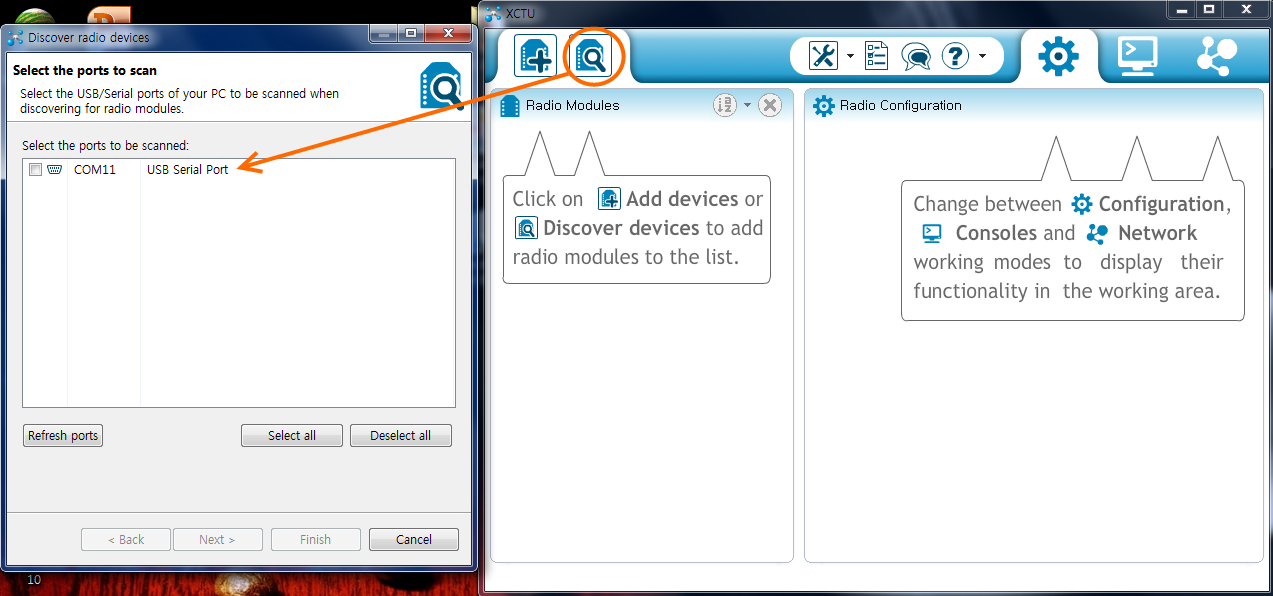 Discover radio devices
Select the ports to scan
Select the USB/Serial ports of your PC to be scanned when
discovering for radio modules.
Select the ports to be scanned:
COM11 USB Serial Port
Refresh ports
Select all
Deselect all
< Back
Next >
Finish
Cancel
10
XCTU
Radio Modules
Click on Add devices or
Discover devices to add
radio modules to the list.
Radio Configuration
Change between Configuration,
Consoles and Network
working modes to display their
functionality in the working area.